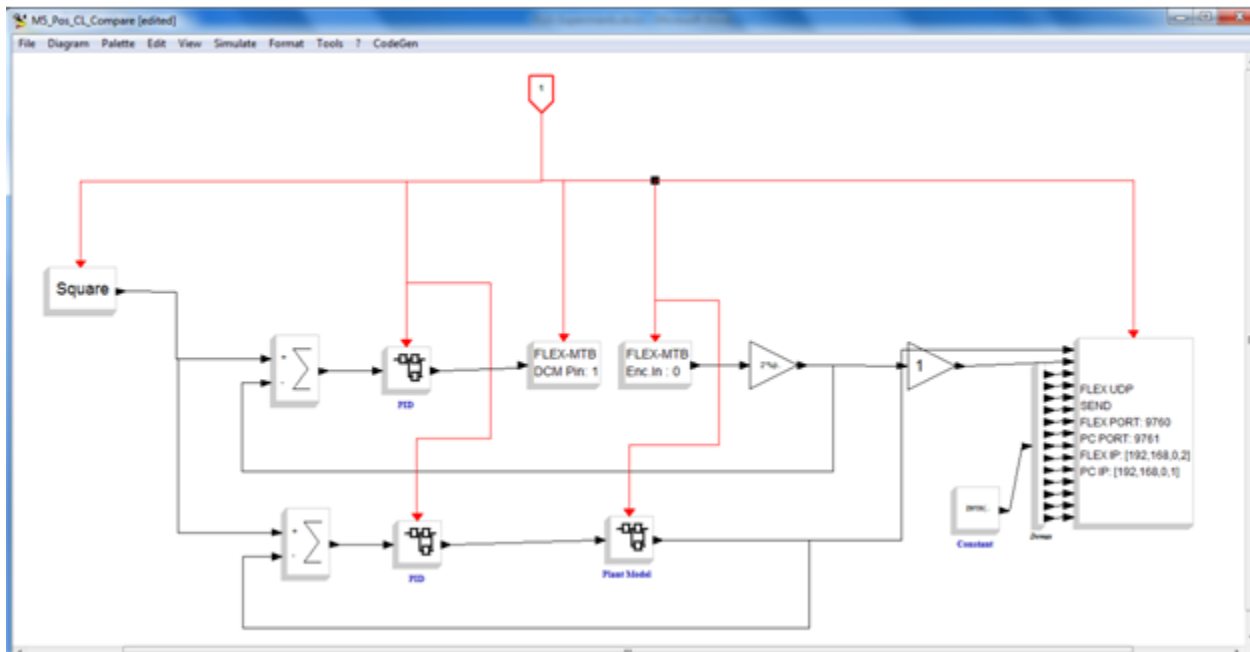 M5_Pos_CL_Compare [edited]
File Diagram Palette Edit View Simulate Format Tools ? CodeGen
1
Square
+
-
Σ
PID
FLEX-MTB
DCM Pin: 1
FLEX-MTB
Enc In : 0
1
FLEX UDP
SEND
FLEX PORT: 9760
PC PORT: 9761
FLEX IP: [192,168,0,2]
PC IP: [192,168,0,1]
+
-
Σ
PID
Plant Model
Constant
Demux